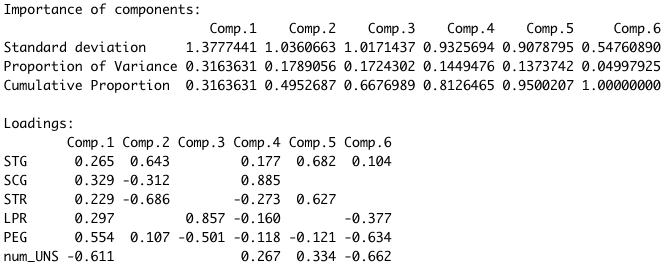 Importance of components:
                          Comp.1    Comp.2    Comp.3    Comp.4    Comp.5     Comp.6
Standard deviation     1.3777441 1.0360663 1.0171437 0.9325694 0.9078795 0.54760890
Proportion of Variance 0.3163631 0.1789056 0.1724302 0.1449476 0.1373742 0.04997925
Cumulative Proportion  0.3163631 0.4952687 0.6676989 0.8126465 0.9500207 1.00000000

Loadings:
        Comp.1 Comp.2 Comp.3 Comp.4 Comp.5 Comp.6
STG      0.265  0.643         0.177  0.682  0.104
SCG      0.329 -0.312         0.885
STR      0.229 -0.686        -0.273  0.627
LPR      0.297         0.857 -0.160        -0.377
PEG      0.554  0.107 -0.501 -0.118 -0.121 -0.634
num_UNS -0.611                0.267  0.334 -0.662